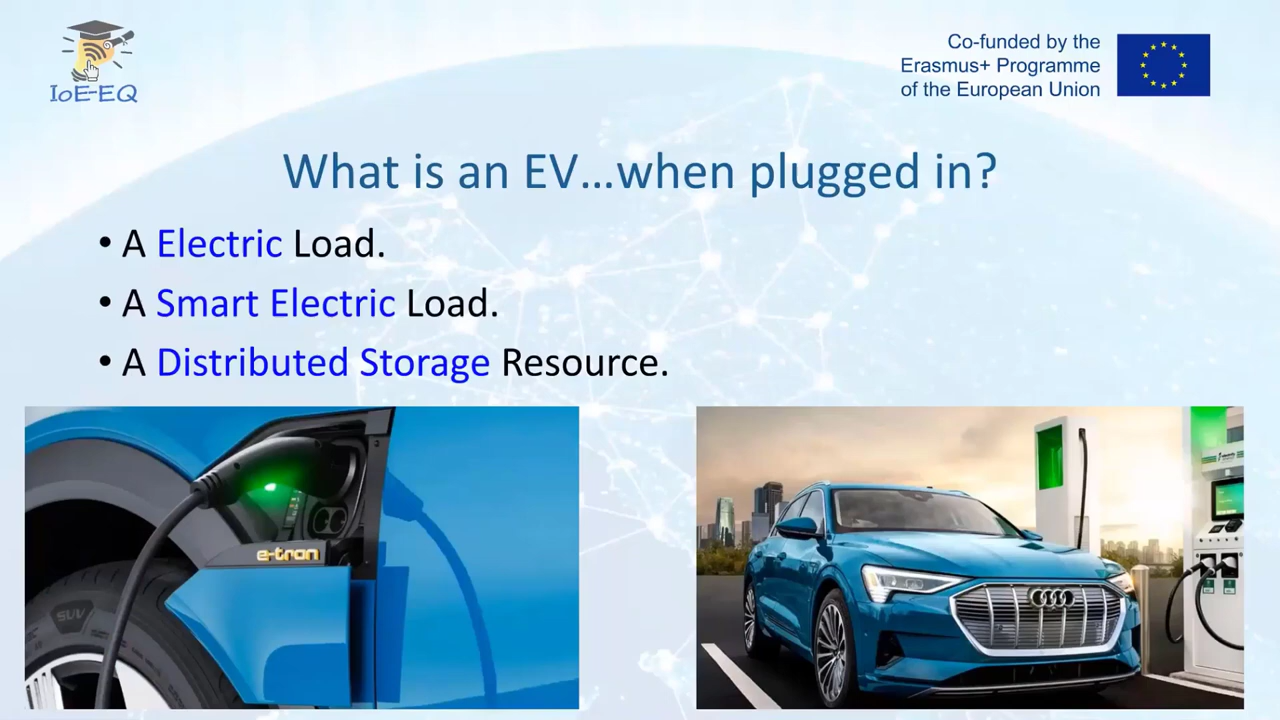 IoE-EQ
Co-funded by the
Erasmus+ Programme
of the European Union
What is an EV...when plugged in?
• A Electric Load.
• A Smart Electric Load.
• A Distributed Storage Resource.
e-tron
SUV